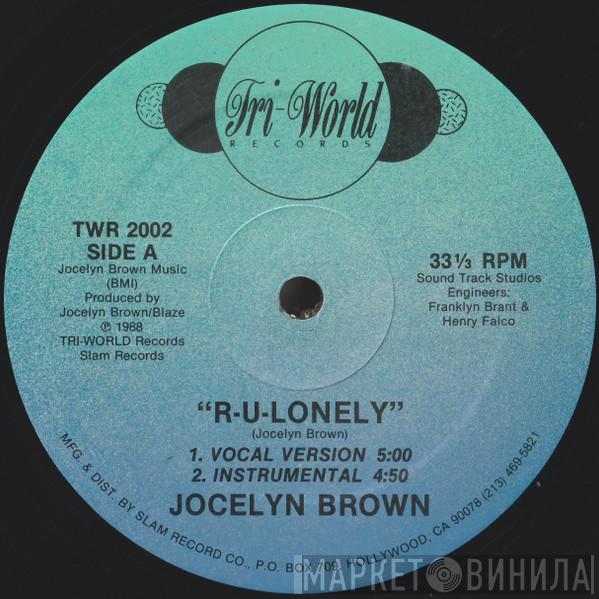 Tri-World
RECORDS
TWR 2002
SIDE A
Jocelyn Brown Music
(BMI)
Produced by
Jocelyn Brown/Blaze
℗ 1988
TRI-WORLD Records
Slam Records
33⅓ RPM
Sound Track Studios
Engineers:
Franklyn Brant &
Henry Falco
“R-U-LONELY”
(Jocelyn Brown)
1. VOCAL VERSION 5:00
2. INSTRUMENTAL 4:50
JOCELYN BROWN
MFG. & DIST. BY SLAM RECORD CO., P.O. BOX 709, HOLLYWOOD, CA 90078 (213) 469-5821
МАРКЕТ ВИНИЛА